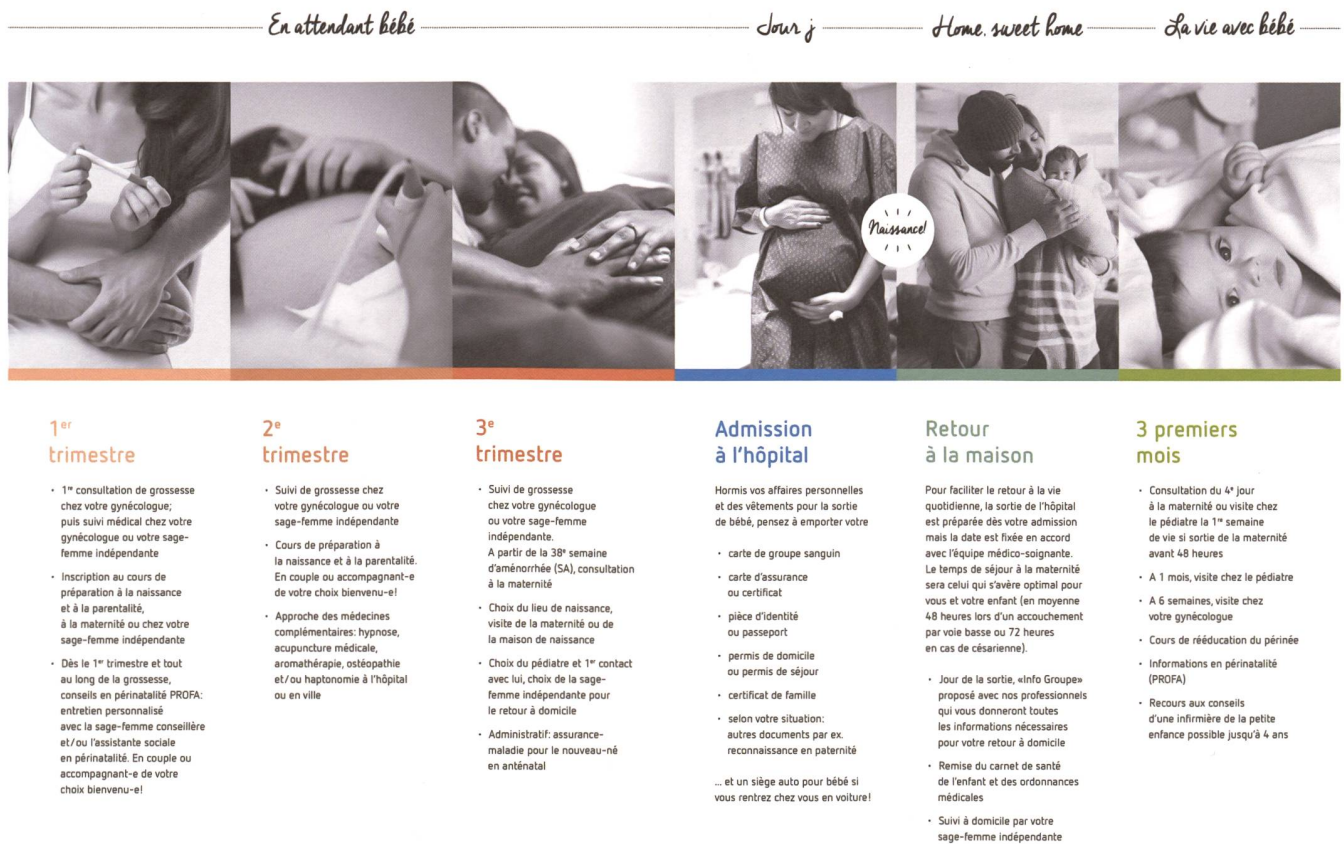 En attendant bébé
Jour j
Home, sweet home
La vie avec bébé
Naissance!
1er
trimestre
• 1re consultation de grossesse
chez votre gynécologue;
puis suivi médical chez votre
gynécologue ou votre sage-
femme indépendante
• Inscription au cours de
préparation à la naissance
et à la parentalité,
à la maternité ou chez votre
sage-femme indépendante
• Dès le 1er trimestre et tout
au long de la grossesse,
conseils en périnatalité PROFA:
entretien personnalisé
avec la sage-femme conseillère
et/ou l'assistante sociale
en périnatalité. En couple ou
accompagnant-e de votre
choix bienvenu-e!
2e
trimestre
• Suivi de grossesse chez
votre gynécologue ou votre
sage-femme indépendante
• Cours de préparation à
la naissance et à la parentalité.
En couple ou accompagnant-e
de votre choix bienvenu-e!
• Approche des médecines
complémentaires: hypnose,
acupuncture médicale,
aromathérapie, ostéopathie
et/ou haptonomie à l'hôpital
ou en ville
3e
trimestre
• Suivi de grossesse
chez votre gynécologue
ou votre sage-femme
indépendante.
A partir de la 38e semaine
d'aménorrhée (SA), consultation
à la maternité
• Choix du lieu de naissance,
visite de la maternité ou de
la maison de naissance
• Choix du pédiatre et 1er contact
avec lui, choix de la sage-
femme indépendante pour
le retour à domicile
• Administratif: assurance-
maladie pour le nouveau-né
en anténatal
Admission
à l'hôpital
Hormis vos affaires personnelles
et des vêtements pour la sortie
de bébé, pensez à emporter votre
• carte de groupe sanguin
• carte d'assurance
ou certificat
• pièce d'identité
ou passeport
• permis de domicile
ou permis de séjour
• certificat de famille
• selon votre situation:
autres documents par ex.
reconnaissance en paternité
... et un siège auto pour bébé si
vous rentrez chez vous en voiture!
Retour
à la maison
Pour faciliter le retour à la vie
quotidienne, la sortie de l'hôpital
est préparée dès votre admission
mais la date est fixée en accord
avec l'équipe médico-soignante.
Le temps de séjour à la maternité
sera celui qui s'avère optimal pour
vous et votre enfant (en moyenne
48 heures lors d'un accouchement
par voie basse ou 72 heures
en cas de césarienne).
• Jour de la sortie, «Info Groupe»
proposé avec nos professionnels
qui vous donneront toutes
les informations nécessaires
pour votre retour à domicile
• Remise du carnet de santé
de l'enfant et des ordonnances
médicales
• Suivi à domicile par votre
sage-femme indépendante
3 premiers
mois
• Consultation du 4e jour
à la maternité ou visite chez
le pédiatre la 1re semaine
de vie si sortie de la maternité
avant 48 heures
• A 1 mois, visite chez le pédiatre
• A 6 semaines, visite chez
votre gynécologue
• Cours de rééducation du périnée
• Informations en périnatalité
(PROFA)
• Recours aux conseils
d'une infirmière de la petite
enfance possible jusqu'à 4 ans